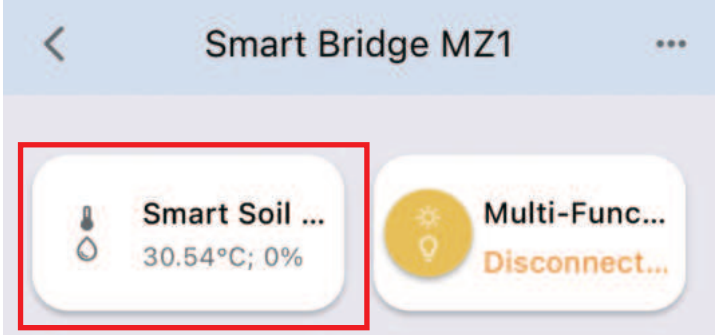 Smart Bridge MZ1
Smart Soil ...
30.54°C; 0%
Multi-Func...
Disconnect...